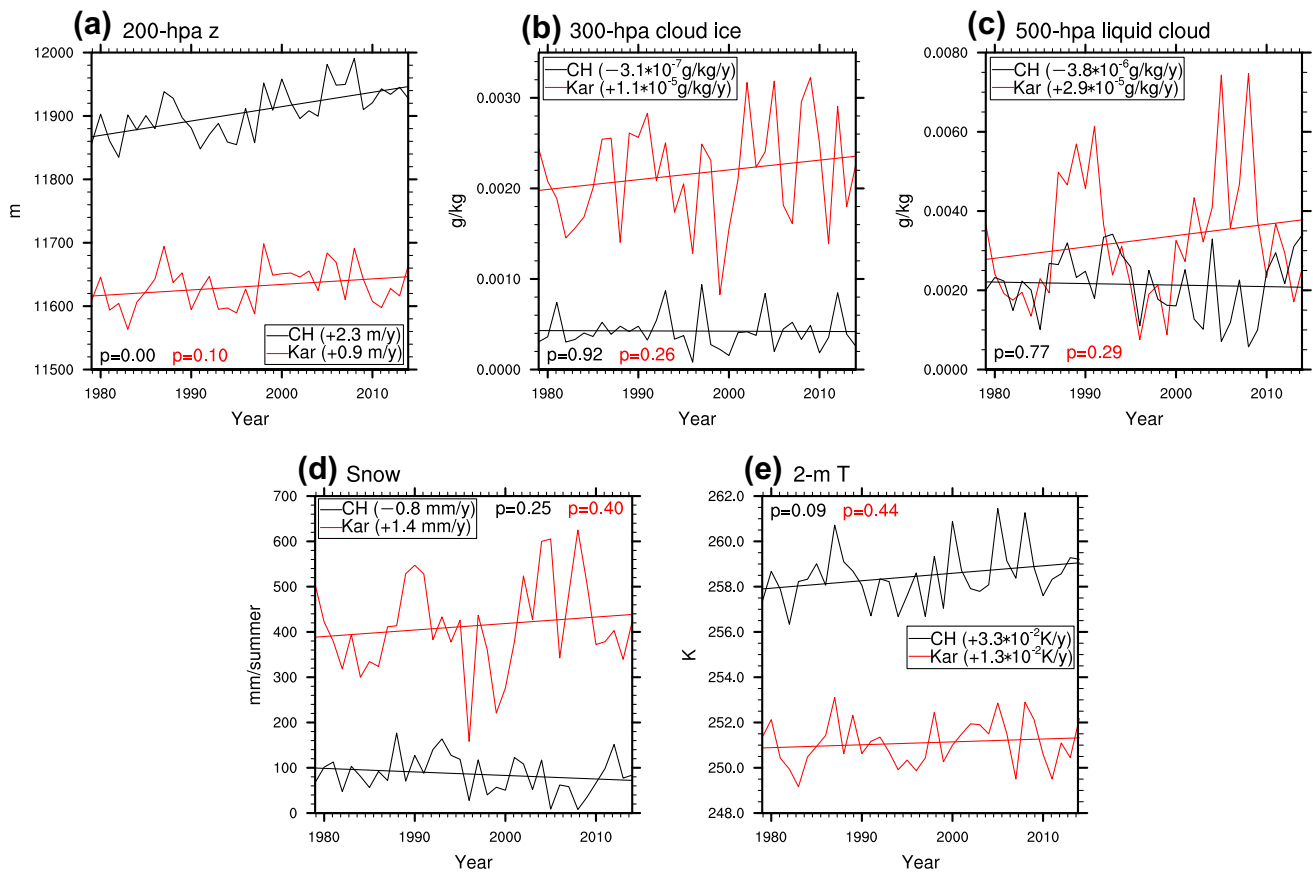 (a) 200-hpa z
12000
11900
11800
11700
11600
11500
m
CH (+2.3 m/y)
Kar (+0.9 m/y)
p=0.00 p=0.10
1980 1990 2000 2010
Year
(b) 300-hpa cloud ice
CH (−3.1*10-7g/kg/y)
Kar (+1.1*10-5g/kg/y)
0.0030
0.0020
0.0010
0.0000
g/kg
p=0.92 p=0.26
1980 1990 2000 2010
Year
(c) 500-hpa liquid cloud
CH (−3.8*10-6g/kg/y)
Kar (+2.9*10-5g/kg/y)
0.0080
0.0060
0.0040
0.0020
0.0000
g/kg
p=0.77 p=0.29
1980 1990 2000 2010
Year
(d) Snow
CH (−0.8 mm/y)
Kar (+1.4 mm/y)
p=0.25 p=0.40
700
600
500
400
300
200
100
0
mm/summer
1980 1990 2000 2010
Year
(e) 2-m T
p=0.09 p=0.44
262.0
260.0
258.0
256.0
254.0
252.0
250.0
248.0
K
CH (+3.3*10-2K/y)
Kar (+1.3*10-2K/y)
1980 1990 2000 2010
Year